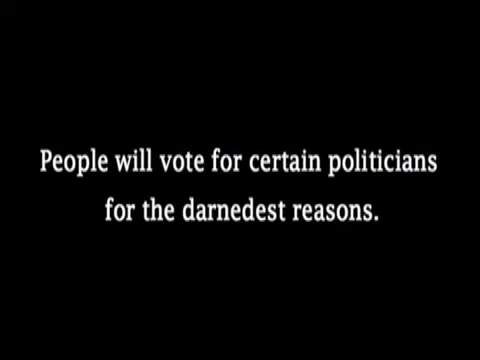 People will vote for certain politicians
for the darnedest reasons.